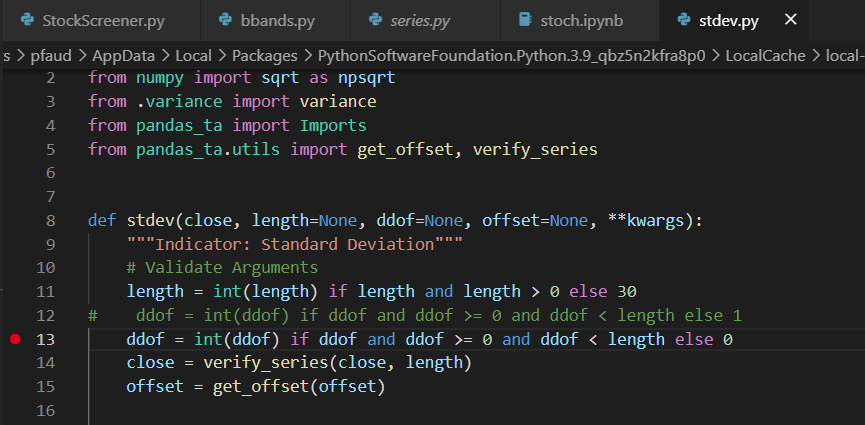 StockScreener.py bbands.py series.py stoch.ipynb stdev.py ×
s > pfaud > AppData > Local > Packages > PythonSoftwareFoundation.Python.3.9_qbz5n2kfra8p0 > LocalCache > local-
2 from numpy import sqrt as npsqrt
3 from .variance import variance
4 from pandas_ta import Imports
5 from pandas_ta.utils import get_offset, verify_series
6
7
8 def stdev(close, length=None, ddof=None, offset=None, **kwargs):
9 """Indicator: Standard Deviation"""
10 # Validate Arguments
11 length = int(length) if length and length > 0 else 30
12 # ddof = int(ddof) if ddof and ddof >= 0 and ddof < length else 1
13 ddof = int(ddof) if ddof and ddof >= 0 and ddof < length else 0
14 close = verify_series(close, length)
15 offset = get_offset(offset)
16